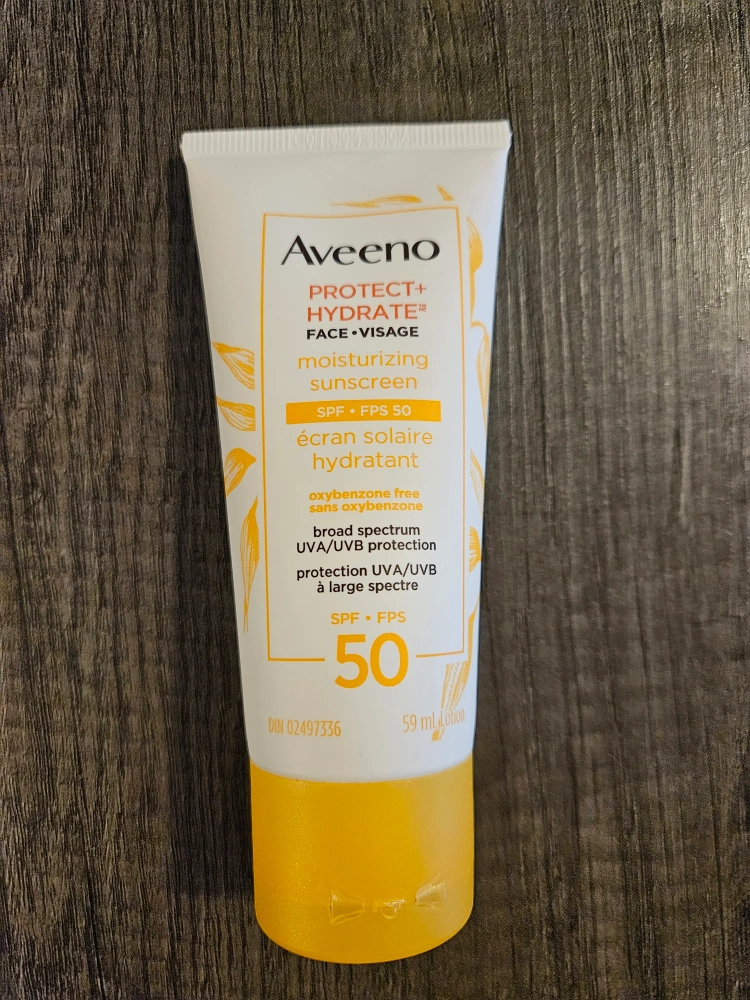 Aveeno
PROTECT+
HYDRATE™ᴹᶜ
FACE • VISAGE
moisturizing
sunscreen
SPF • FPS 50
écran solaire
hydratant
oxybenzone free
sans oxybenzone
broad spectrum
UVA/UVB protection
protection UVA/UVB
à large spectre
SPF • FPS
50
DIN 02497336
59 mL Lotion